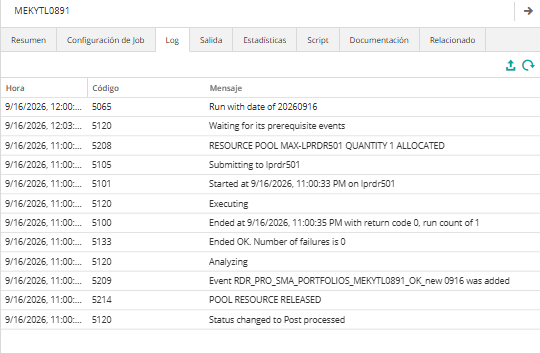 MEKYTL0891
Resumen Configuración de Job Log Salida Estadísticas Script Documentación Relacionado
Hora Código Mensaje
9/16/2026, 12:00:... 5065 Run with date of 20260916
9/16/2026, 12:03:... 5120 Waiting for its prerequisite events
9/16/2026, 11:00:... 5208 RESOURCE POOL MAX-LPRDR501 QUANTITY 1 ALLOCATED
9/16/2026, 11:00:... 5105 Submitting to lprdr501
9/16/2026, 11:00:... 5101 Started at 9/16/2026, 11:00:33 PM on lprdr501
9/16/2026, 11:00:... 5120 Executing
9/16/2026, 11:00:... 5100 Ended at 9/16/2026, 11:00:35 PM with return code 0, run count of 1
9/16/2026, 11:00:... 5133 Ended OK. Number of failures is 0
9/16/2026, 11:00:... 5120 Analyzing
9/16/2026, 11:00:... 5209 Event RDR_PRO_SMA_PORTFOLIOS_MEKYTL0891_OK_new 0916 was added
9/16/2026, 11:00:... 5214 POOL RESOURCE RELEASED
9/16/2026, 11:00:... 5120 Status changed to Post processed